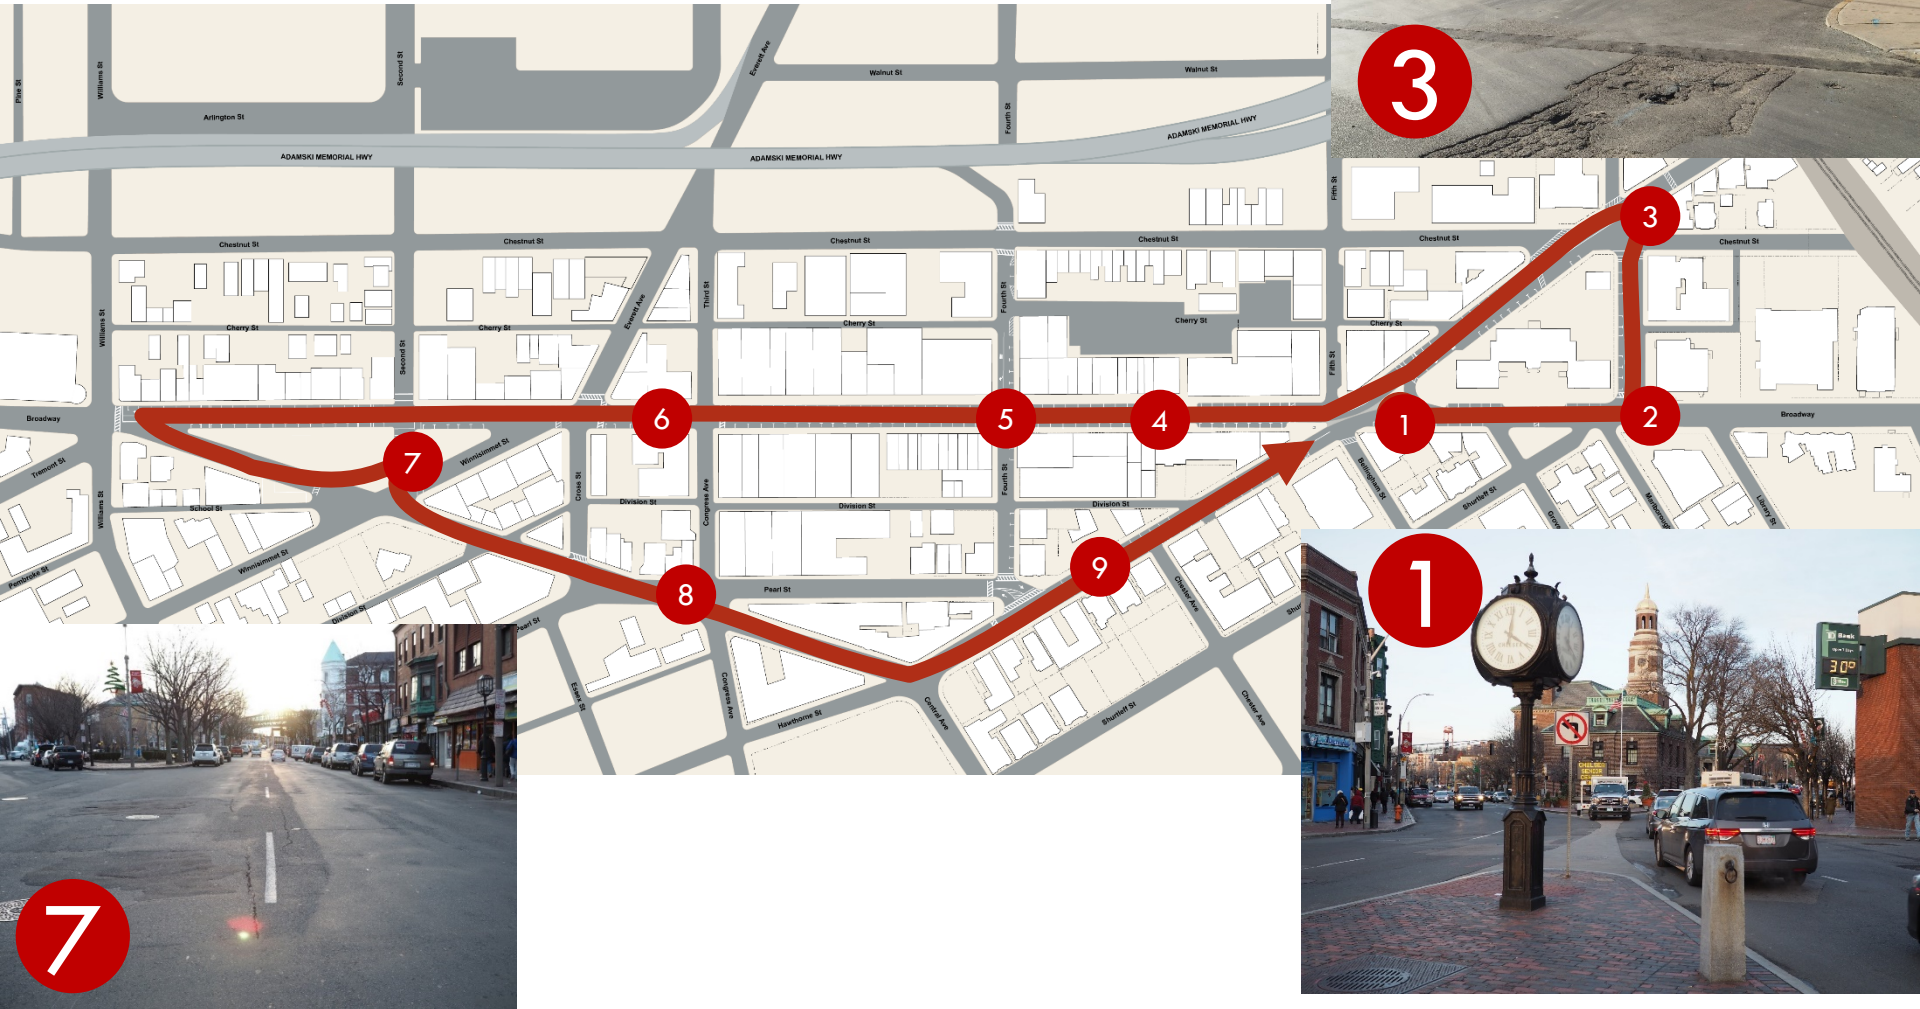 Pine St
Williams St
Second St
Everett Ave
Walnut St
Walnut St
Arlington St
Fourth St
ADAMSKI MEMORIAL HWY
ADAMSKI MEMORIAL HWY
ADAMSKI MEMORIAL HWY
3
Fifth St
3
Chestnut St
Chestnut St
Chestnut St
Chestnut St
Chestnut St
Chestnut St
Williams St
Cherry St
Second St
Cherry St
Everett Ave
Third St
Cherry St
Fourth St
Cherry St
Fifth St
Cherry St
Broadway
6
5
4
1
2
Broadway
Tremont St
7
Winnisimmet St
Williams St
School St
Cross St
Division St
Congress Ave
Division St
Fourth St
Division St
Bellingham St
Shurtleff St
Marlborough
Library St
Pembroke St
Winnisimmet St
Division St
Pearl St
8
Pearl St
9
Chester Ave
Essex St
Congress Ave
Hawthorne St
Central Ave
Shurtleff St
Chester Ave
7
1
Bank
30°
CHELSEA
SENIOR